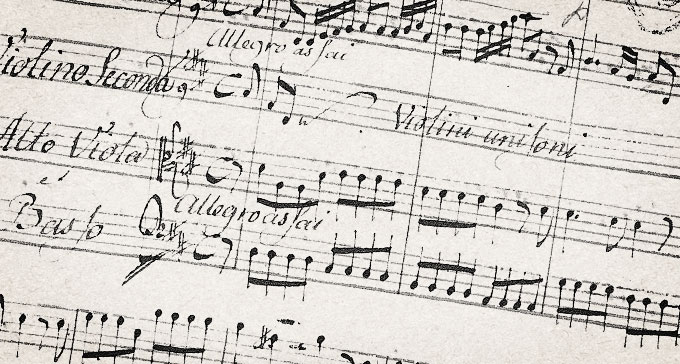 Allegro assai
Violino Secondo
Violini unisoni
Alto Viola
e
Allegro assai
Basso